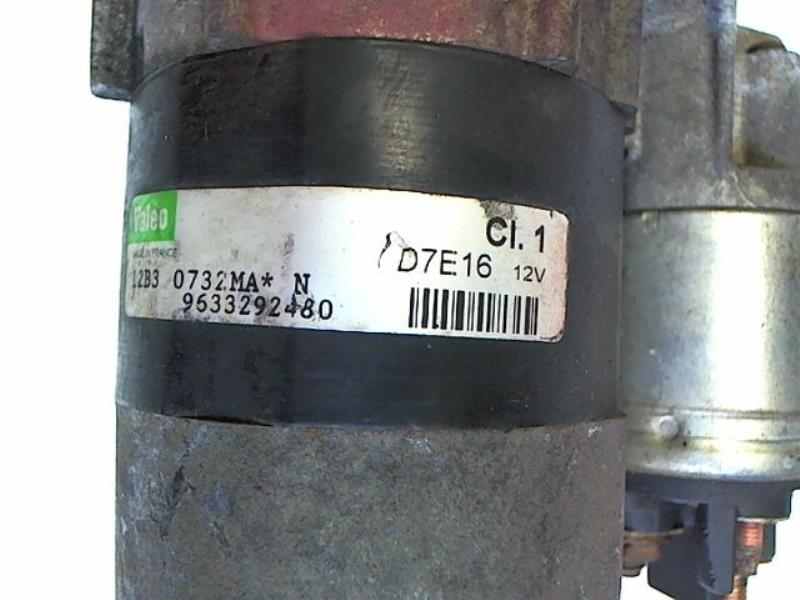 Valeo
MADE IN FRANCE
Cl. 1
D7E16 12V
12B3 0732MA* N
9633292480